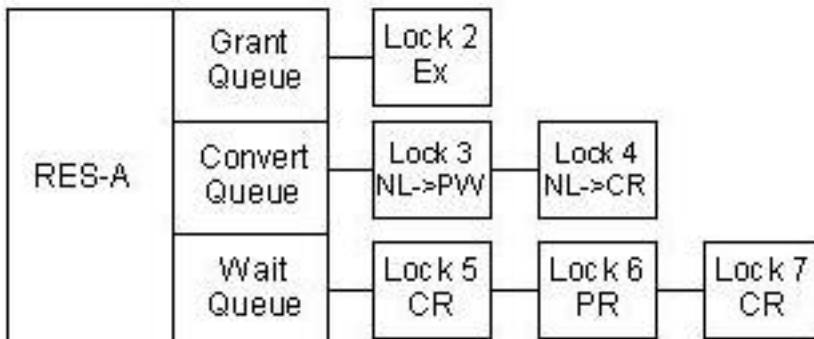 Grant
Queue
Lock 2
Ex
RES-A
Convert
Queue
Lock 3
NL->PW
Lock 4
NL->CR
Wait
Queue
Lock 5
CR
Lock 6
PR
Lock 7
CR